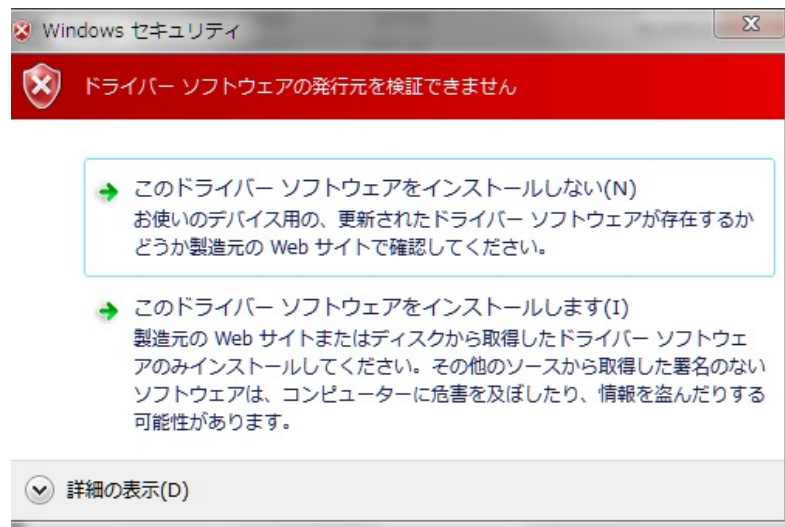 Windows セキュリティ
ドライバー ソフトウェアの発行元を検証できません
このドライバー ソフトウェアをインストールしない(N)
お使いのデバイス用の、更新されたドライバー ソフトウェアが存在するか
どうか製造元の Web サイトで確認してください。
このドライバー ソフトウェアをインストールします(I)
製造元の Web サイトまたはディスクから取得したドライバー ソフトウェ
アのみインストールしてください。その他のソースから取得した署名のない
ソフトウェアは、コンピューターに危害を及ぼしたり、情報を盗んだりする
可能性があります。
詳細の表示(D)